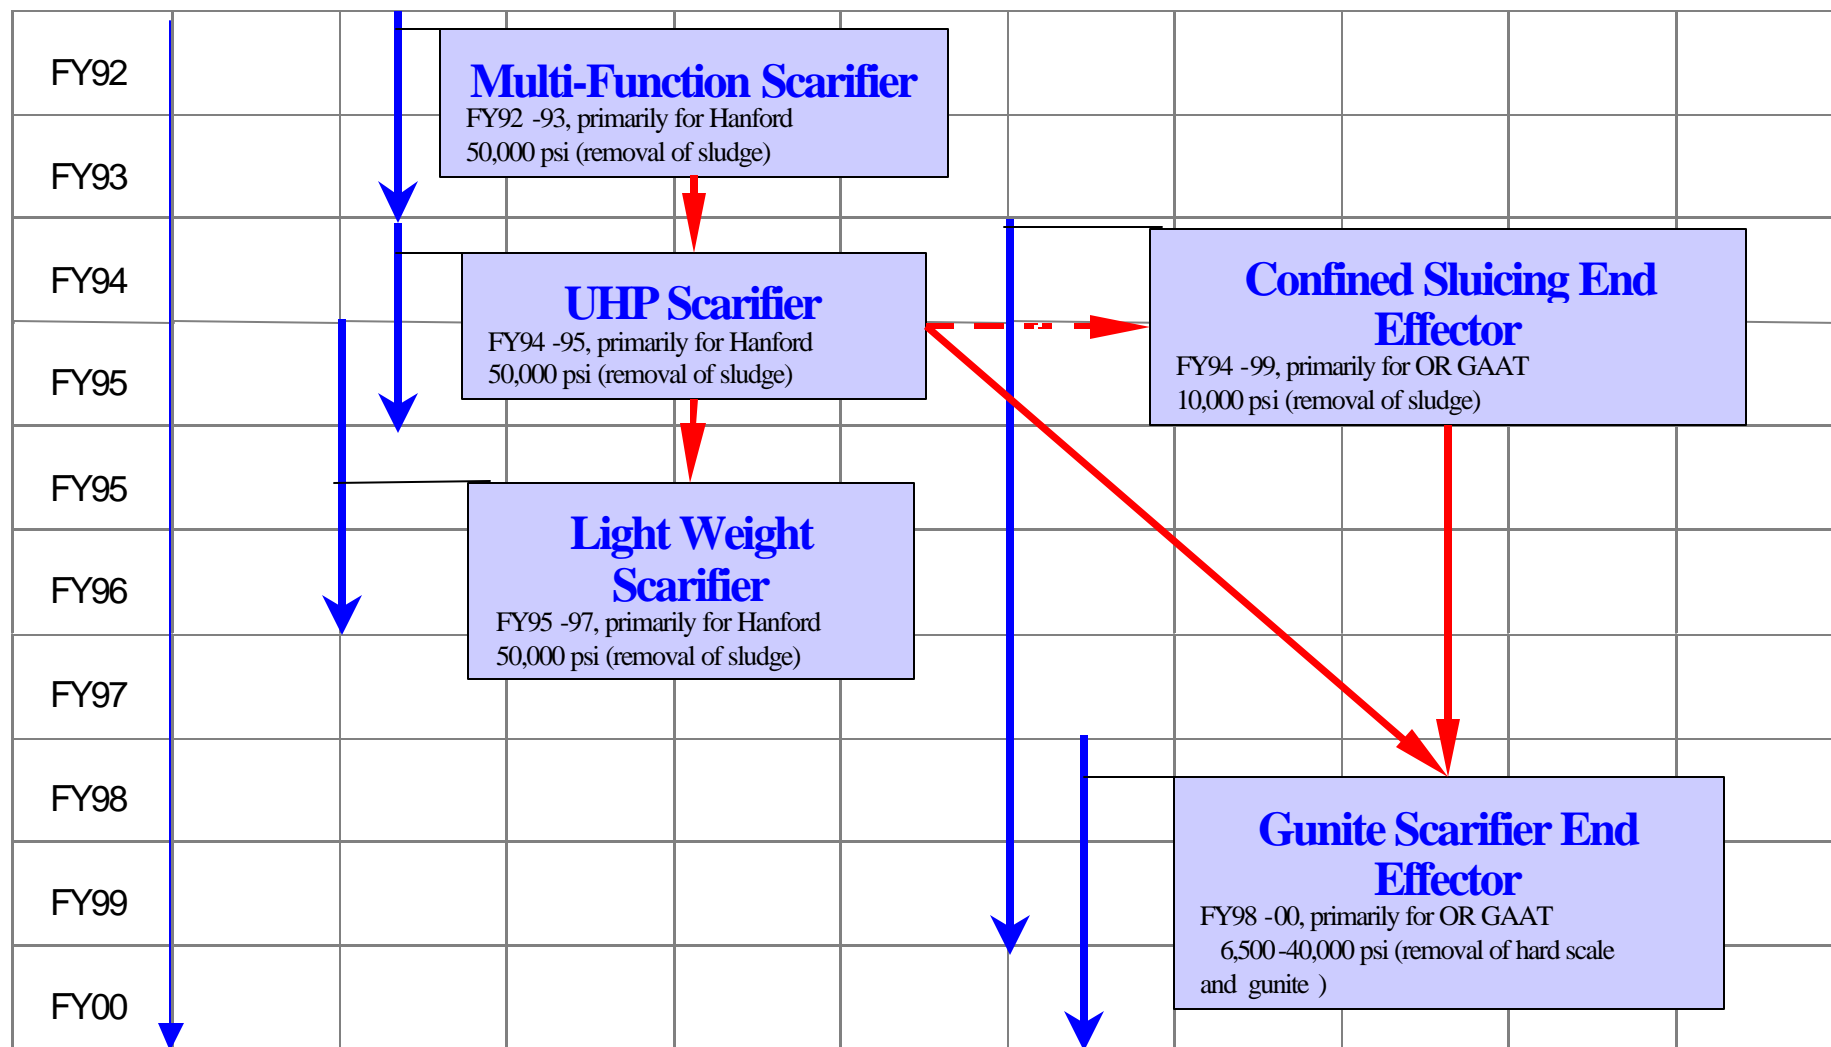 FY92
FY93
FY94
FY95
FY95
FY96
FY97
FY98
FY99
FY00
Multi-Function Scarifier
FY92 -93, primarily for Hanford
50,000 psi (removal of sludge)
UHP Scarifier
FY94 -95, primarily for Hanford
50,000 psi (removal of sludge)
Light Weight
Scarifier
FY95 -97, primarily for Hanford
50,000 psi (removal of sludge)
Confined Sluicing End
Effector
FY94 -99, primarily for OR GAAT
10,000 psi (removal of sludge)
Gunite Scarifier End
Effector
FY98 -00, primarily for OR GAAT
6,500 -40,000 psi (removal of hard scale
and gunite )